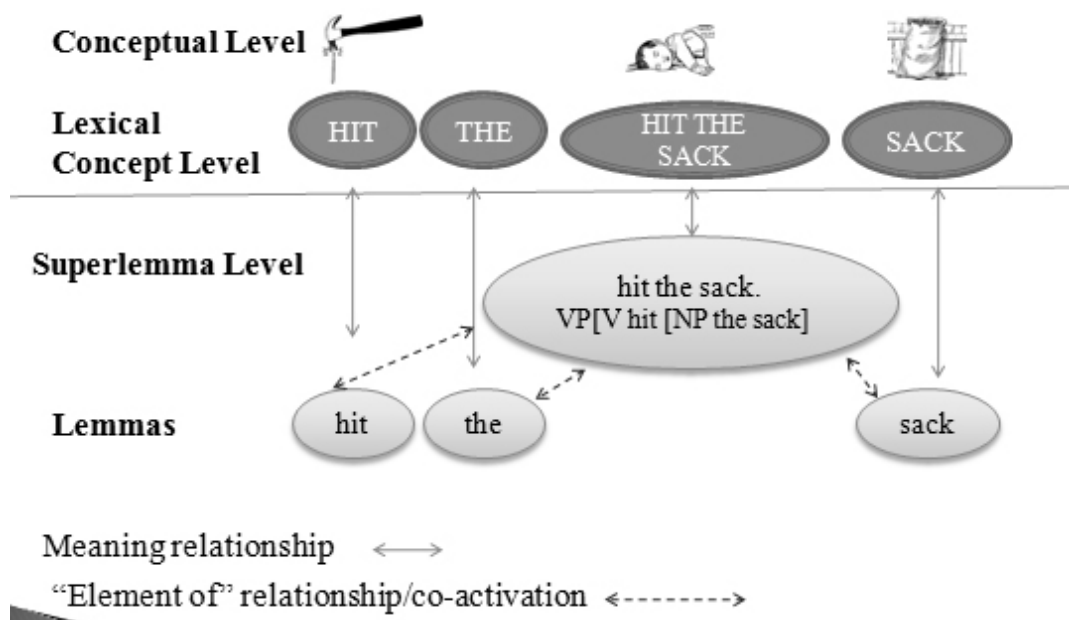 Conceptual Level
Lexical
Concept Level
HIT
THE
HIT THE
SACK
SACK
Superlemma Level
hit the sack.
VP[V hit [NP the sack]
Lemmas
hit
the
sack
Meaning relationship
“Element of” relationship/co-activation